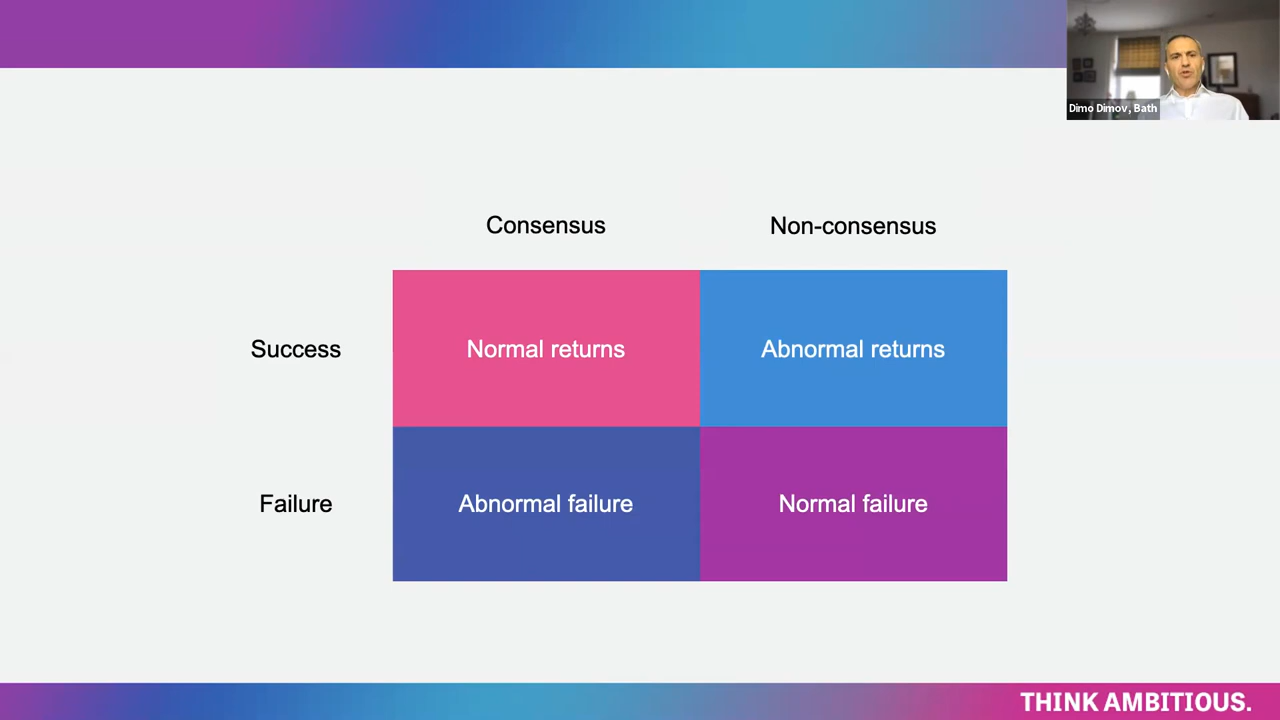 Dimo Dimov, Bath
Consensus
Non-consensus
Success
Normal returns
Abnormal returns
Failure
Abnormal failure
Normal failure
THINK AMBITIOUS.